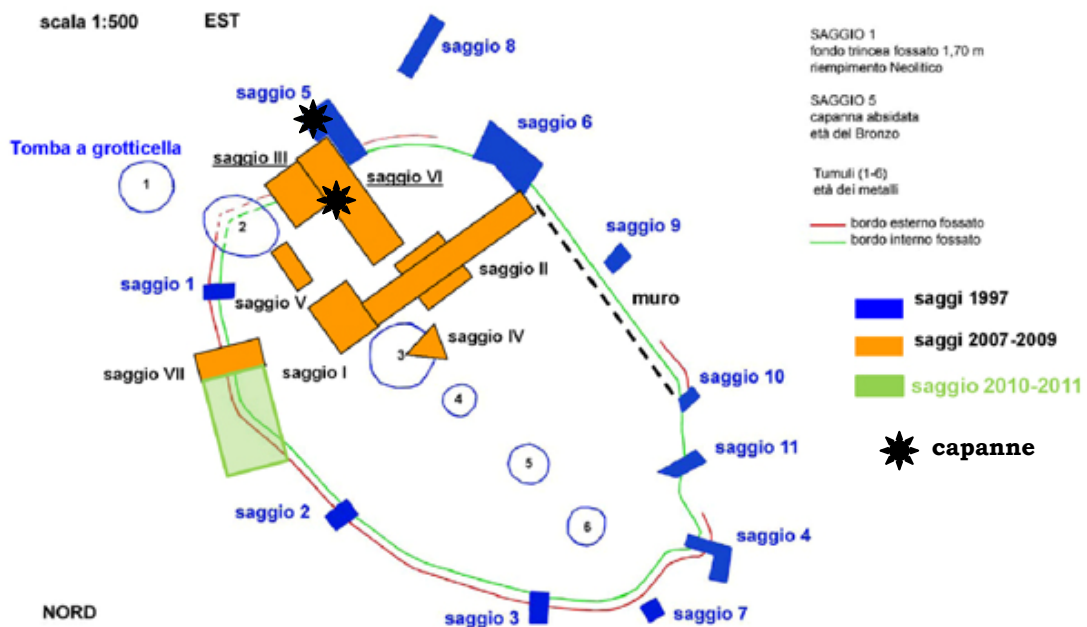 scala 1:500
EST
saggio 8
SAGGIO 1
fondo trincea fossato 1,70 m
riempimento Neolitico
saggio 5
SAGGIO 5
capanna absidata
età del Bronzo
saggio 6
Tomba a grotticella
saggio III
saggio VI
Tumuli (1-6)
età dei metalli
1
2
bordo esterno fossato
bordo interno fossato
saggio 9
saggio II
saggio 1
saggio V
muro
saggi 1997
saggio IV
saggi 2007-2009
3
saggio VII
saggio I
saggio 10
saggio 2010-2011
4
saggio 11
capanne
5
saggio 2
6
saggio 4
NORD
saggio 3
saggio 7